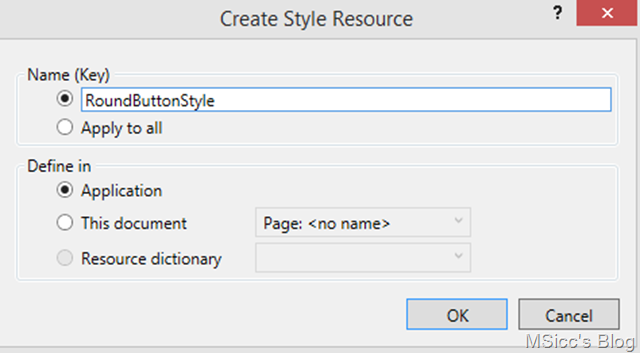 Create Style Resource
?
Name (Key)
RoundButtonStyle
Apply to all
Define in
Application
This document
Page: <no name>
Resource dictionary
OK
Cancel
MSicc's Blog